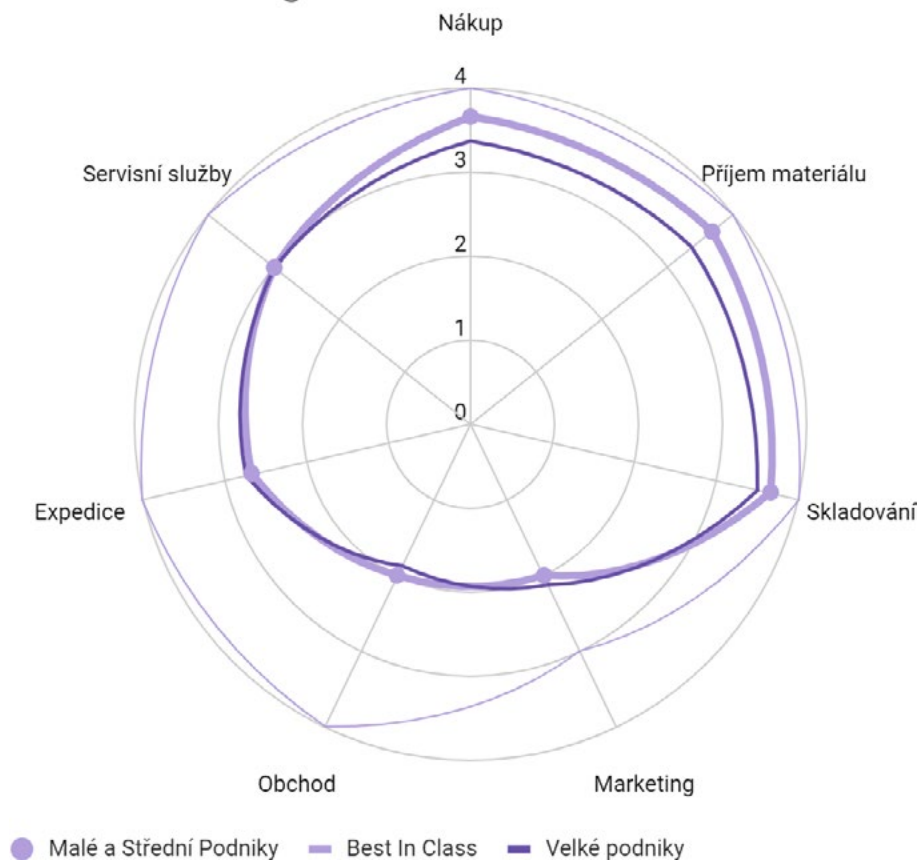 Nákup
4
Servisní služby
3
Příjem materiálu
2
1
0
Expedice
Skladování
Obchod
Marketing
Malé a Střední Podniky
Best In Class
Velké podniky